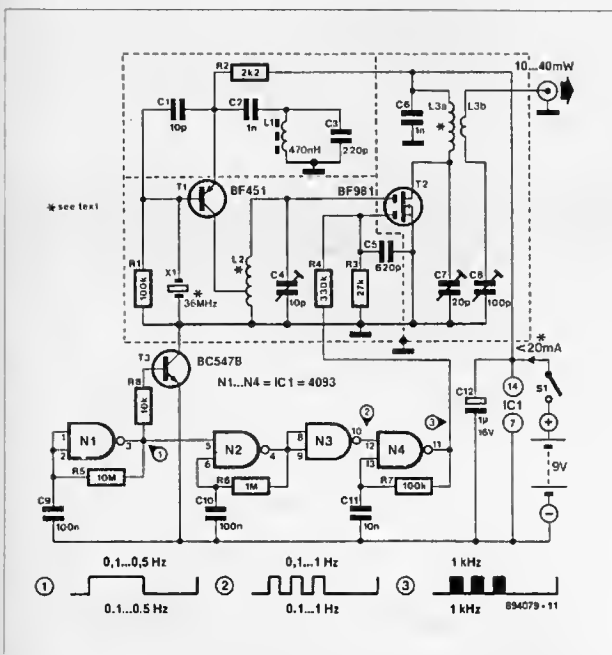 R2
2k2
10...40mW
C1
10p
C2
1n
L1
470nH
C3
220p
C6
1n
L3a
*
L3b
T1
BF451
BF981
T2
* see text
R1
100k
X1
*
36MHz
L2
*
C4
10p
R4
330k
R3
27k
C5
620p
C7
20p
C8
100p
T3
BC547B
R8
10k
N1...N4 = IC1 = 4093
*
<20mA
C12
1µ
16V
14
IC1
7
S1
+
9V
−
1
2
N1
3
①
5
6
N2
4
8
9
N3
10
②
12
13
N4
11
③
R5
10M
R6
1M
R7
100k
C9
100n
C10
100n
C11
10n
0,1...0,5 Hz
0,1...1 Hz
1 kHz
①
②
③
0.1...0.5 Hz
0.1...1 Hz
1 kHz
894079 - 11